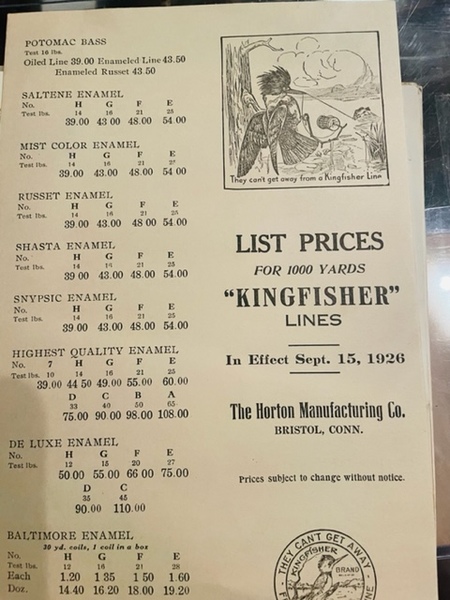 POTOMAC BASS
Test 16 lbs.
Oiled Line 39.00 Enameled Line 43.50
Enameled Russet 43 50
SALTENE ENAMEL
No. H G F E
Test lbs. 14 16 21 25
39.00 43 00 48.00 54.00
MIST COLOR ENAMEL
No. H G F E
Test lbs. 14 16 21 25
39.00 43.00 48.00 54 00
RUSSET ENAMEL
No. H G F E
Test lbs. 14 16 21 25
39.00 43.00 48 00 54.00
SHASTA ENAMEL
No. H G F E
Test lbs. 14 16 21 25
39 00 43.00 48.00 54.00
SNYPSIC ENAMEL
No. H G F E
Test lbs. 14 16 21 25
39.00 43.00 48.00 54.00
HIGHEST QUALITY ENAMEL
No. 7 H G F E
Test lbs. 10 14 16 21 25
39.00 44 50 49.00 55.00 60.00
D C B A
33 40 50 65
75.00 90.00 98.00 108.00
DE LUXE ENAMEL
No. H G F E
Test lbs. 12 15 20 27
50 00 55.00 66 00 75.00
D C
35 45
90.00 110.00
BALTIMORE ENAMEL
30 yd. coils, 1 coil in a box
No. H G F E
Test lbs. 12 16 21 28
Each 1.20 1 35 1 50 1.60
Doz. 14.40 16.20 18.00 19.20
They can't get away from a Kingfisher Line
LIST PRICES
FOR 1000 YARDS
"KINGFISHER"
LINES
In Effect Sept. 15, 1926
The Horton Manufacturing Co.
BRISTOL, CONN.
Prices subject to change without notice.
THEY CAN'T GET AWAY
KINGFISHER
BRAND